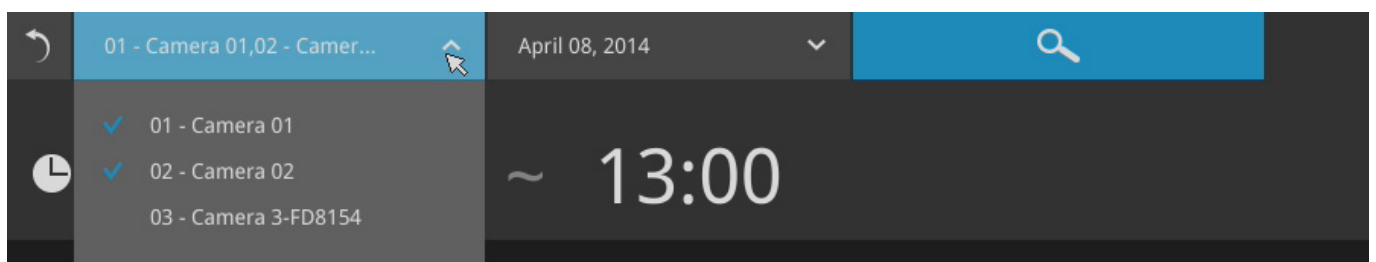 01 - Camera 01,02 - Camer...
April 08, 2014
01 - Camera 01
02 - Camera 02
03 - Camera 3-FD8154
~ 13:00